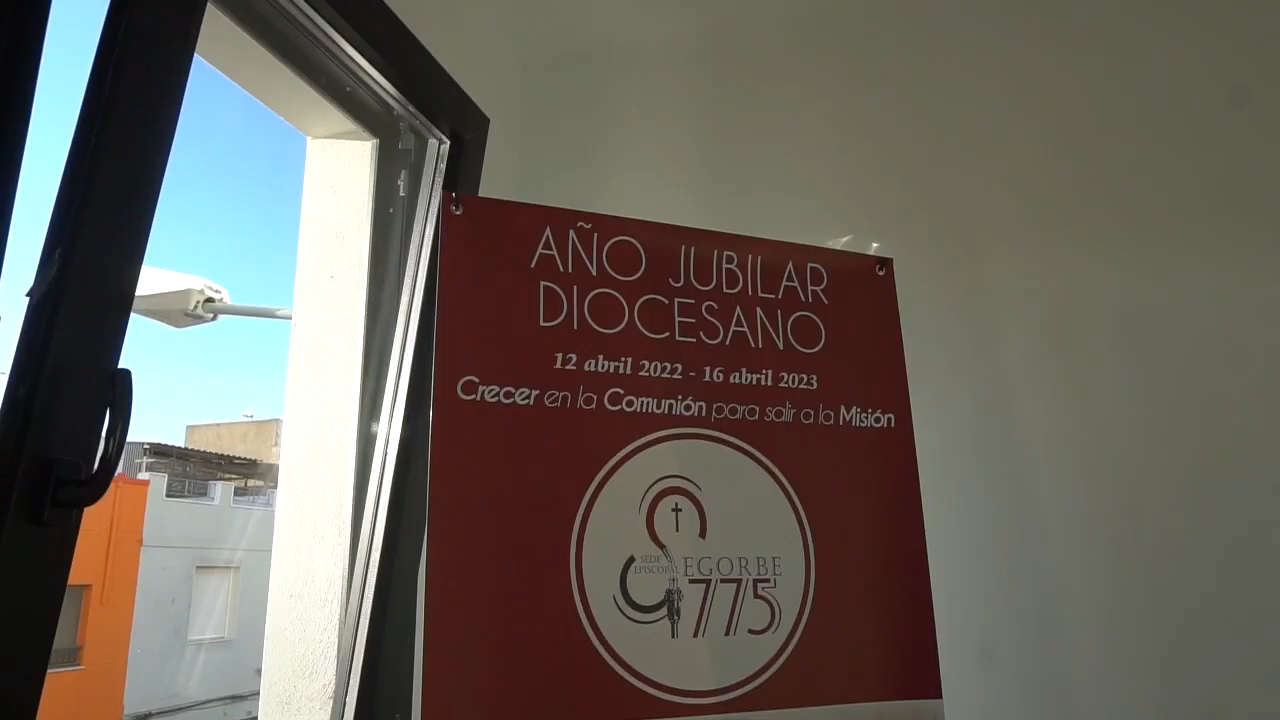 AÑO JUBILAR
DIOCESANO
12 abril 2022 - 16 abril 2023
Crecer en la Comunión para salir a la Misión
SEDE
EPISCOPAL
SEGORBE
775